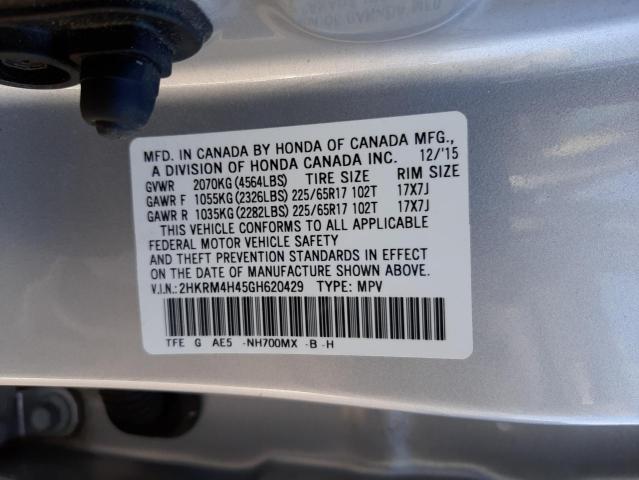 MFD. IN CANADA BY HONDA OF CANADA MFG.,
A DIVISION OF HONDA CANADA INC. 12/'15
GVWR 2070KG (4564LBS) TIRE SIZE RIM SIZE
GAWR F 1055KG (2326LBS) 225/65R17 102T 17X7J
GAWR R 1035KG (2282LBS) 225/65R17 102T 17X7J
THIS VEHICLE CONFORMS TO ALL APPLICABLE
FEDERAL MOTOR VEHICLE SAFETY
AND THEFT PREVENTION STANDARDS IN EFFECT
ON THE DATE OF MANUFACTURE SHOWN ABOVE.
V.I.N.: 2HKRM4H45GH620429 TYPE: MPV
TFE G AE5 -NH700MX -B -H